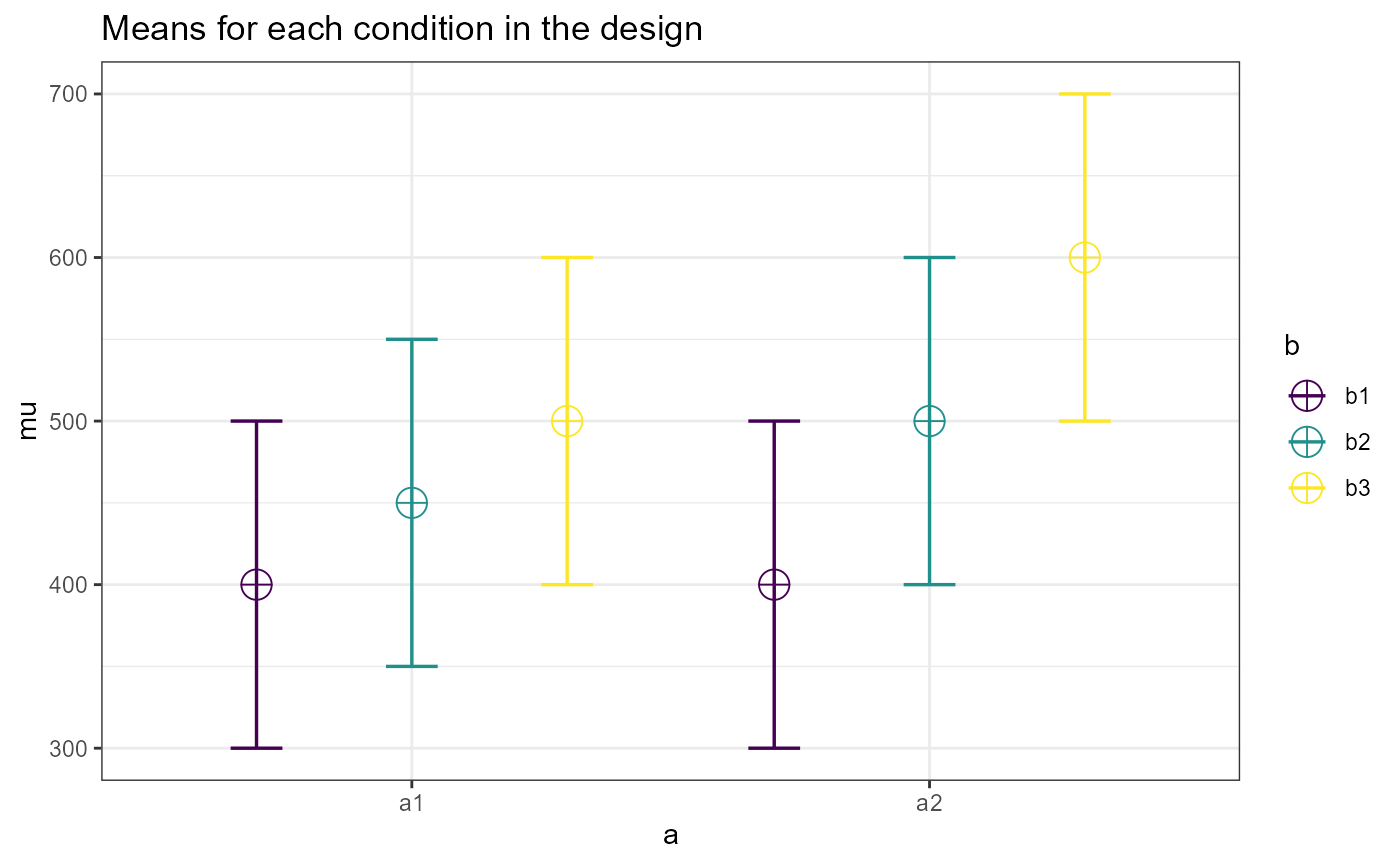 Means for each condition in the design
700
600
500
400
300
mu
a1
a2
a
b
b1
b2
b3